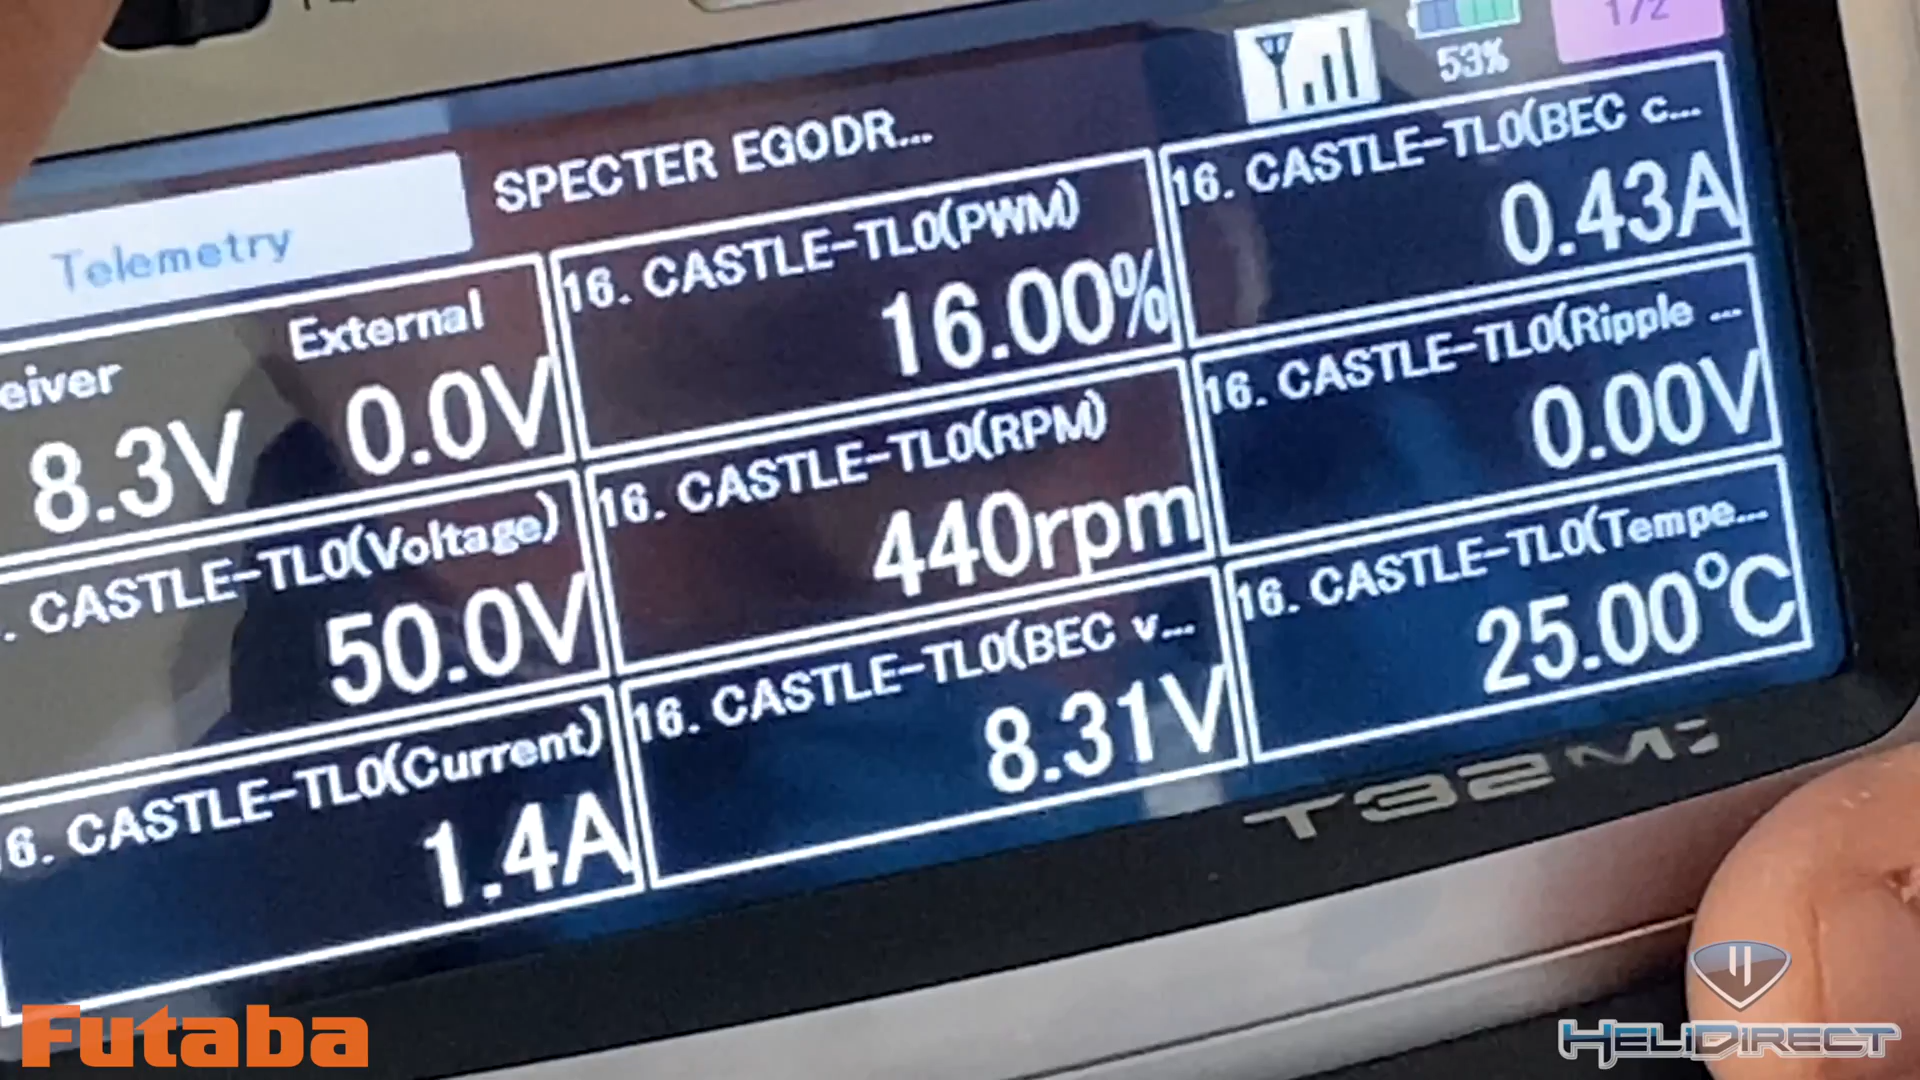 53%
1/2
SPECTER EGODR...
Telemetry
eiver External
8.3V 0.0V
. CASTLE-TL0(Voltage)
50.0V
6. CASTLE-TL0(Current)
1.4A
16. CASTLE-TL0(PWM)
16.00%
16. CASTLE-TL0(RPM)
440rpm
16. CASTLE-TL0(BEC v...
8.31V
16. CASTLE-TL0(BEC c...
0.43A
16. CASTLE-TL0(Ripple ...
0.00V
16. CASTLE-TL0(Tempe...
25.00°C
T32MZ
Futaba
HELIDIRECT